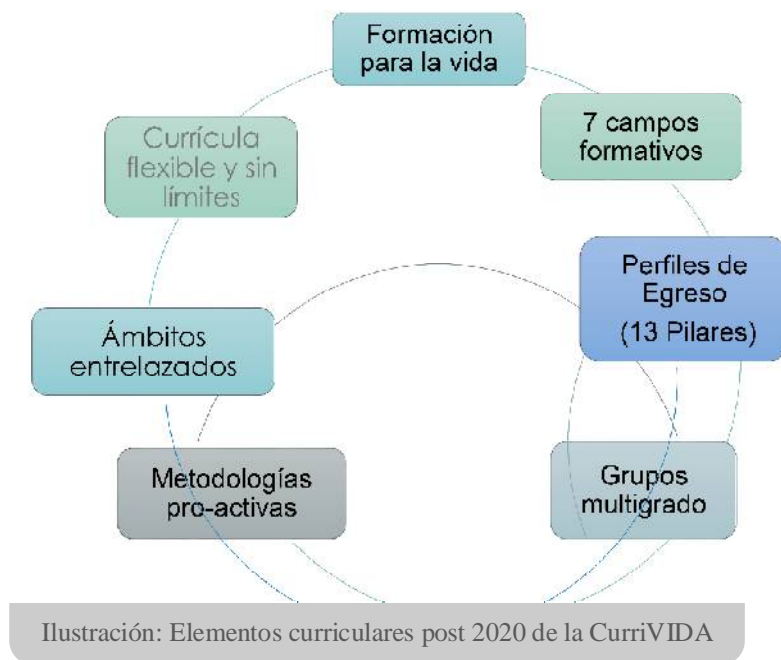 Formación
para la vida
7 campos
formativos
Currícula
flexible y sin
límites
Perfiles de
Egreso
(13 Pilares)
Ámbitos
entrelazados
Metodologías
pro-activas
Grupos
multigrado
Ilustración: Elementos curriculares post 2020 de la CurriVIDA